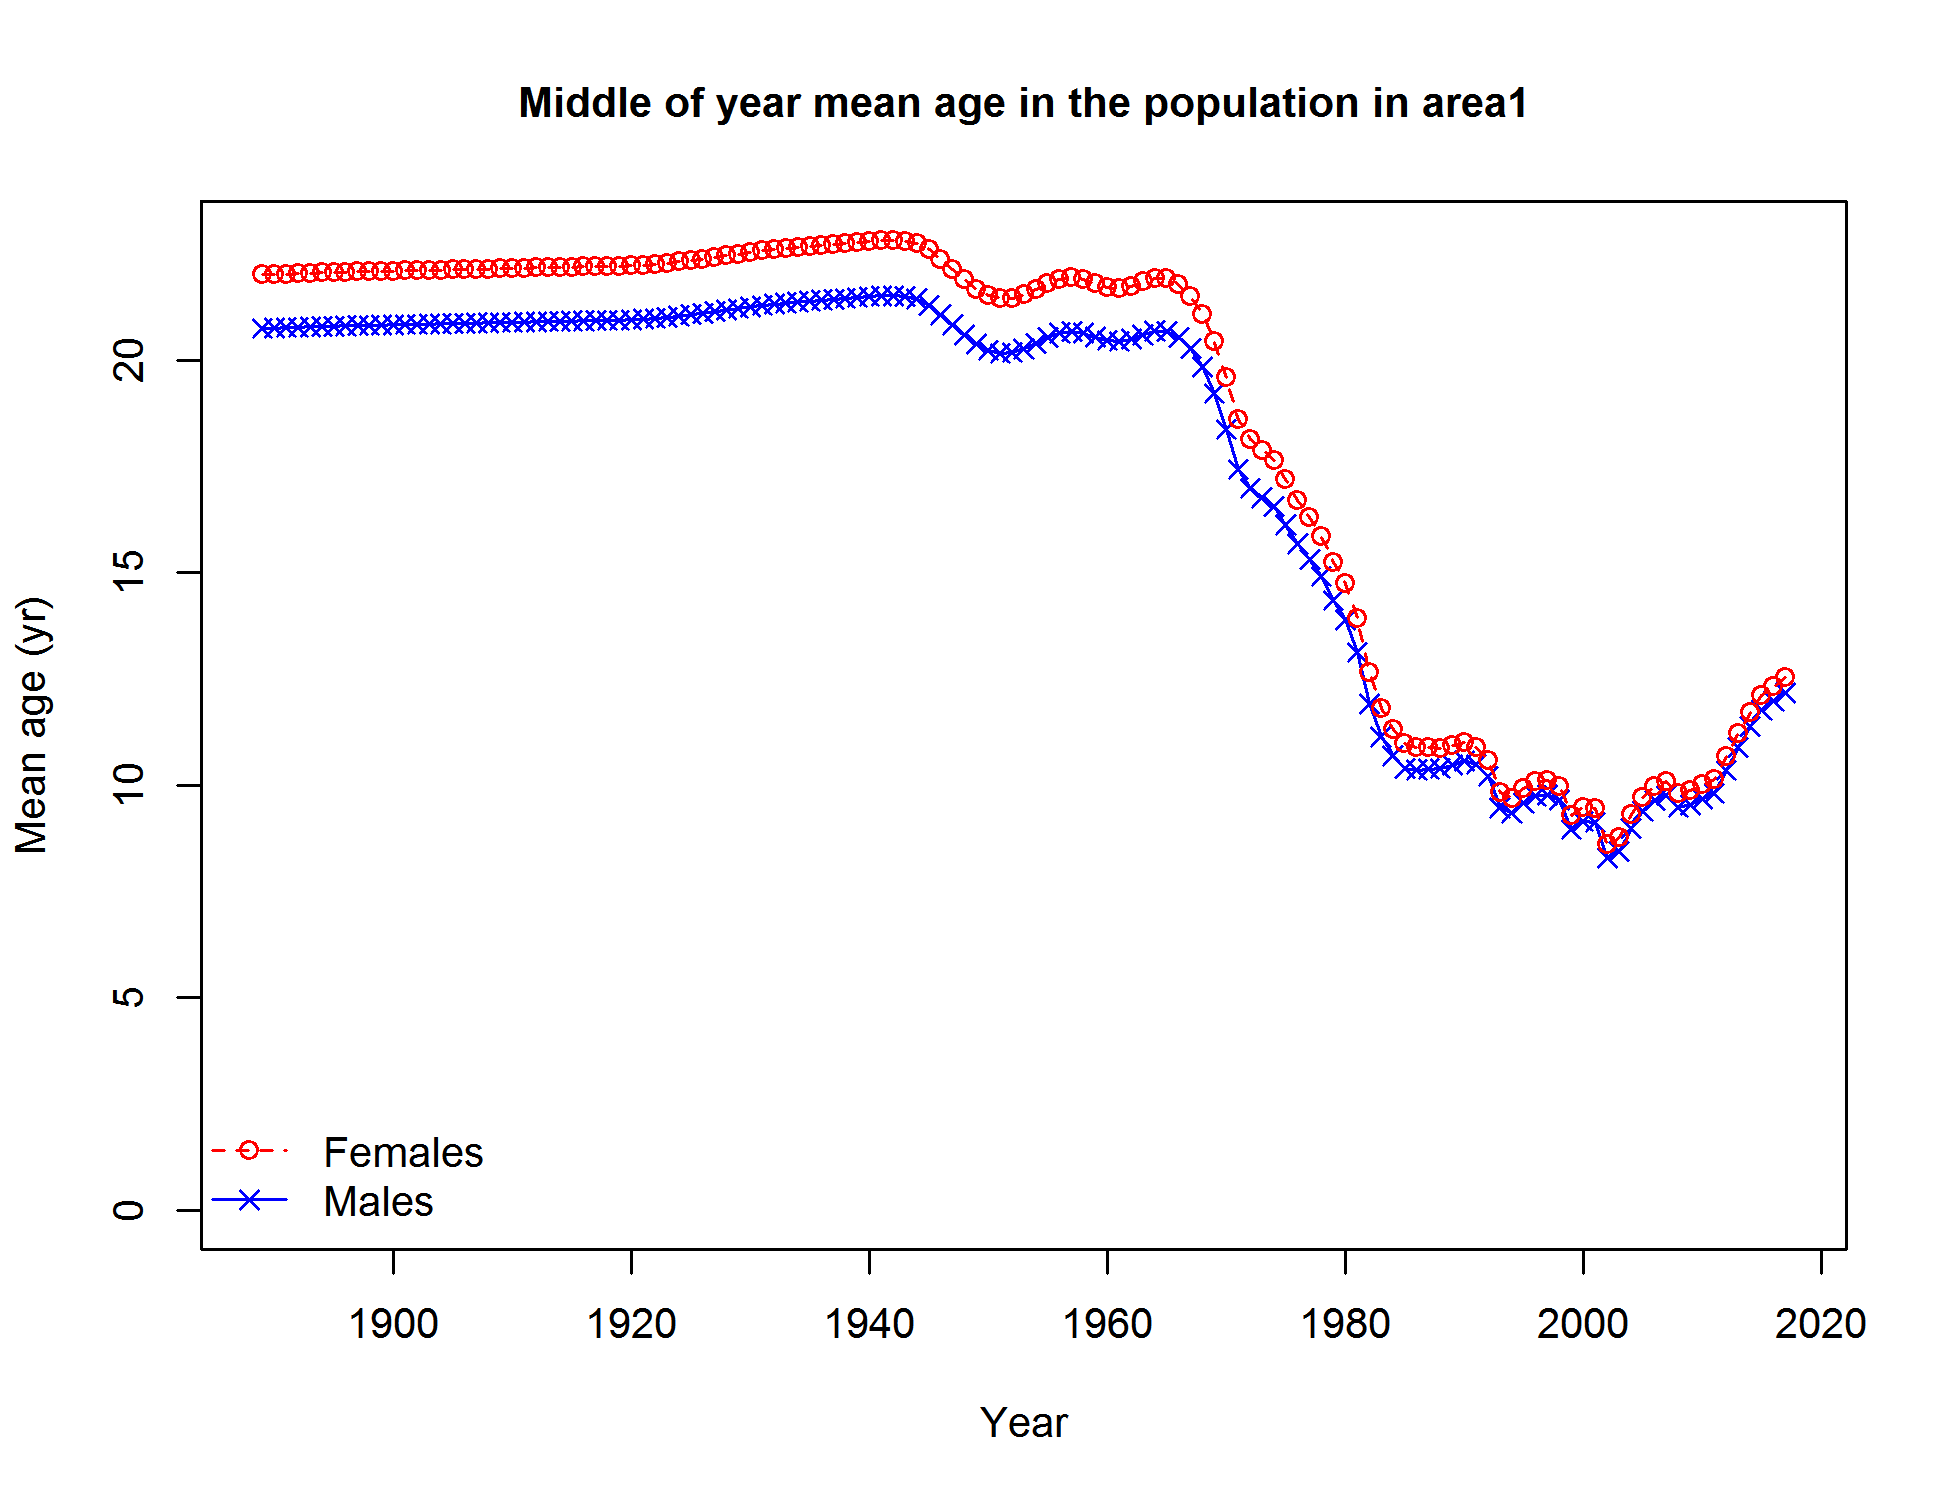 Middle of year mean age in the population in area1
Mean age (yr)
20
15
10
5
0
Females
Males
1900 1920 1940 1960 1980 2000 2020
Year